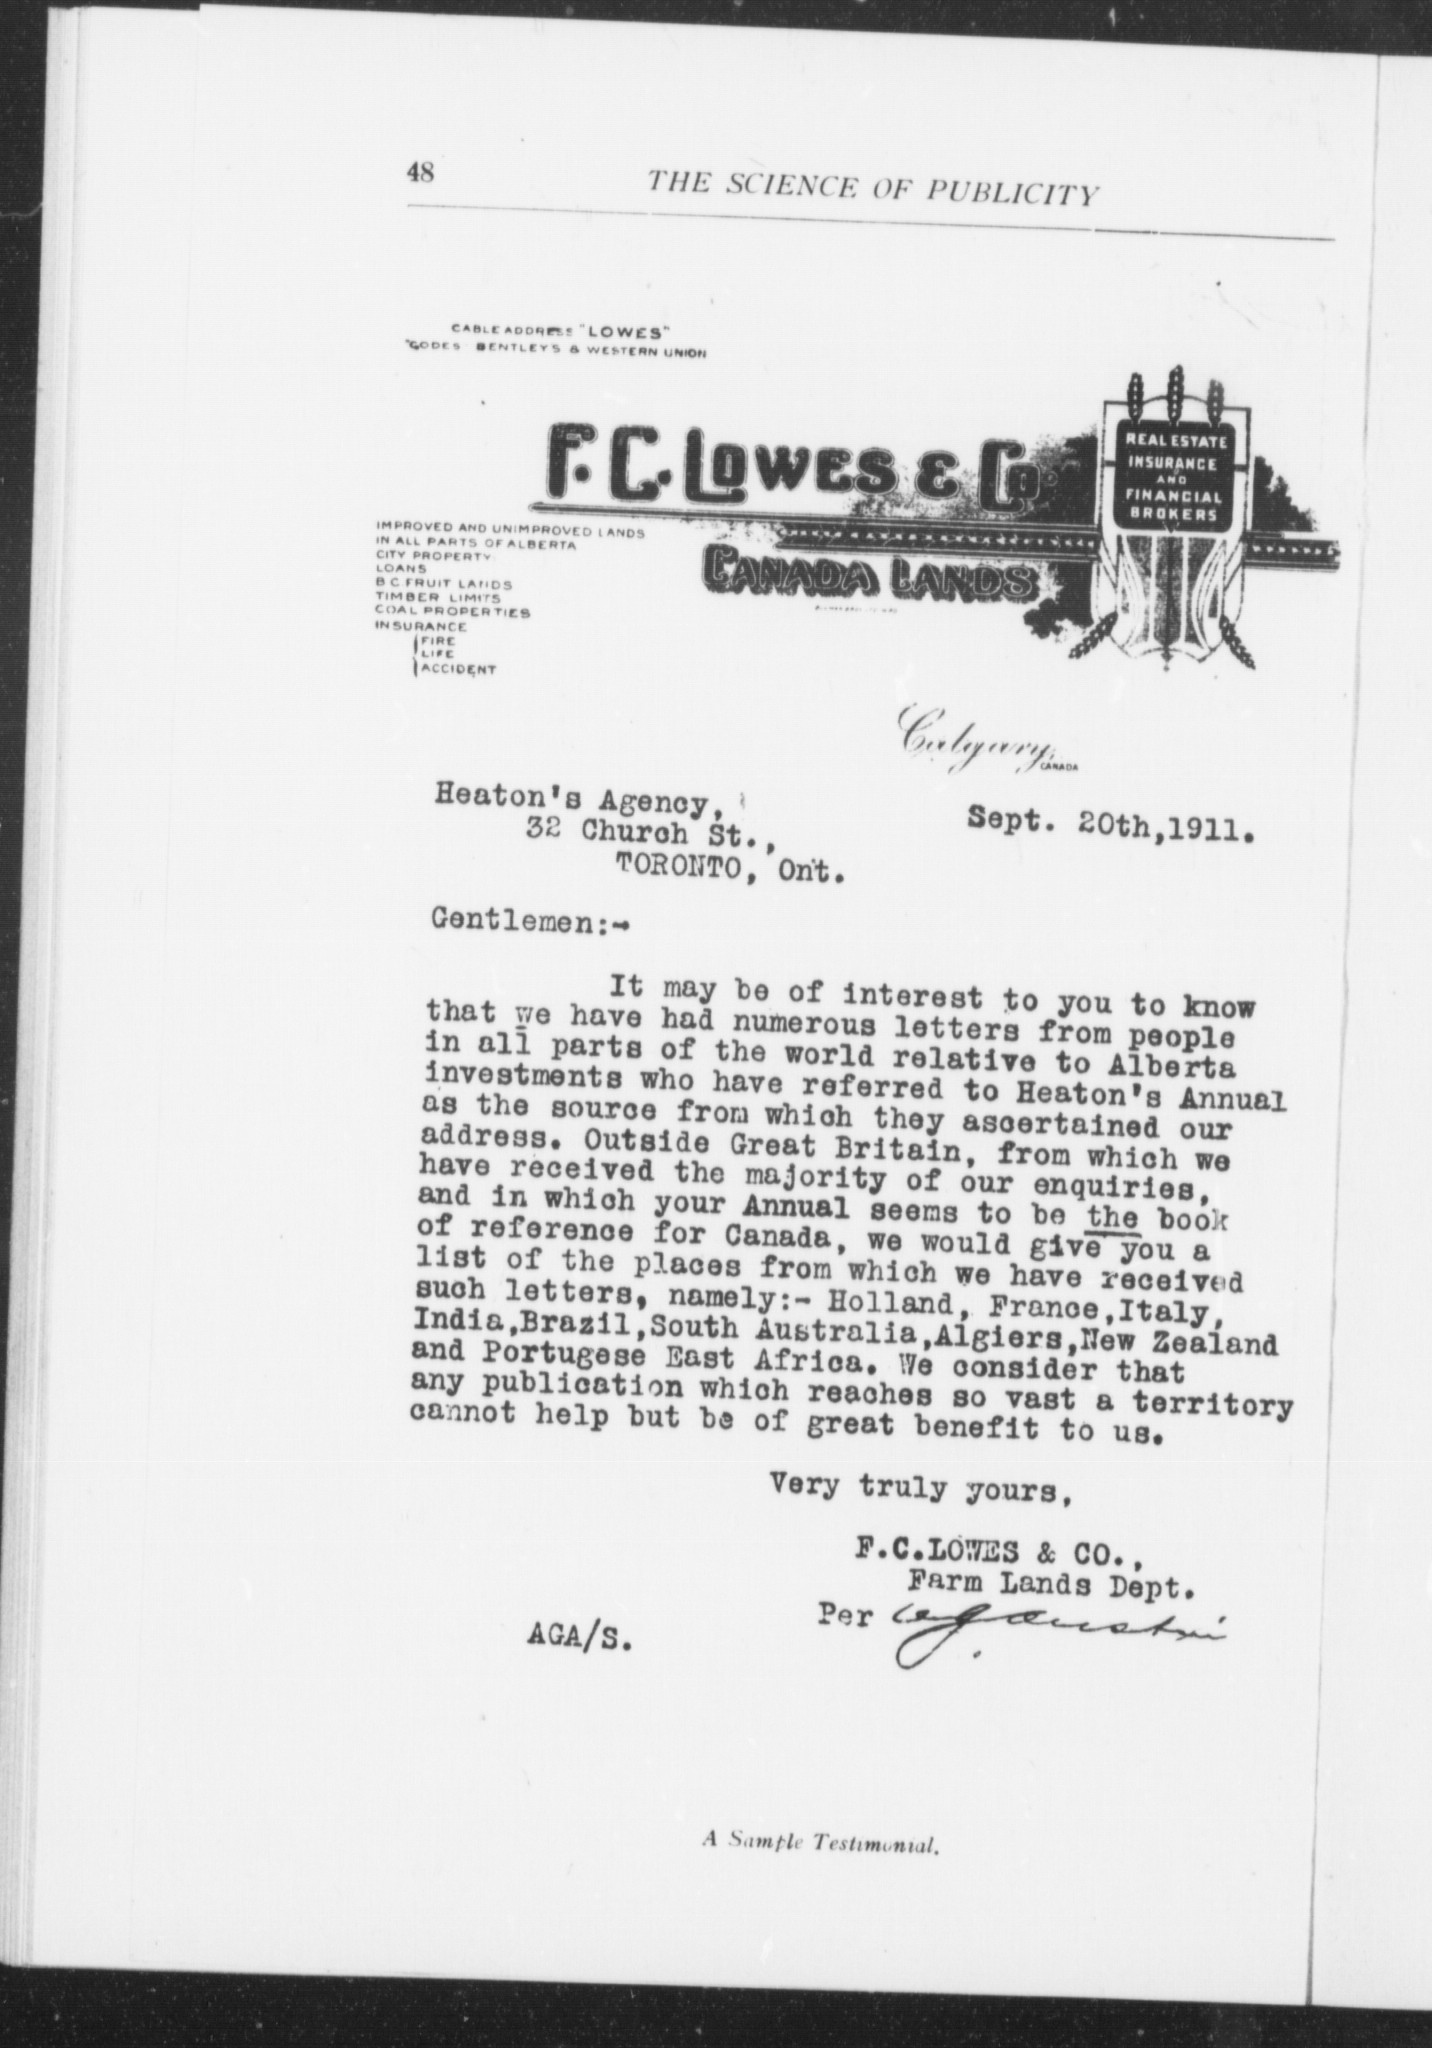 48
THE SCIENCE OF PUBLICITY
CABLE ADDRESS "LOWES"
CODES BENTLEY'S & WESTERN UNION
F. C. LOWES & Co.
REAL ESTATE
INSURANCE
AND
FINANCIAL
BROKERS
CANADA LANDS
IMPROVED AND UNIMPROVED LANDS
IN ALL PARTS OF ALBERTA
CITY PROPERTY
LOANS
B C FRUIT LANDS
TIMBER LIMITS
COAL PROPERTIES
INSURANCE
FIRE
LIFE
ACCIDENT
Calgary,
CANADA
Sept. 20th,1911.
Heaton's Agency,
32 Church St.,
TORONTO, Ont.
Gentlemen:-
It may be of interest to you to know
that we have had numerous letters from people
in all parts of the world relative to Alberta
investments who have referred to Heaton's Annual
as the source from which they ascertained our
address. Outside Great Britain, from which we
have received the majority of our enquiries,
and in which your Annual seems to be the book
of reference for Canada, we would give you a
list of the places from which we have received
such letters, namely:- Holland, France,Italy,
India,Brazil,South Australia,Algiers,New Zealand
and Portugese East Africa. We consider that
any publication which reaches so vast a territory
cannot help but be of great benefit to us.
Very truly yours,
F.C.LOWES & CO.,
Farm Lands Dept.
Per
AGA/S.
A Sample Testimonial.